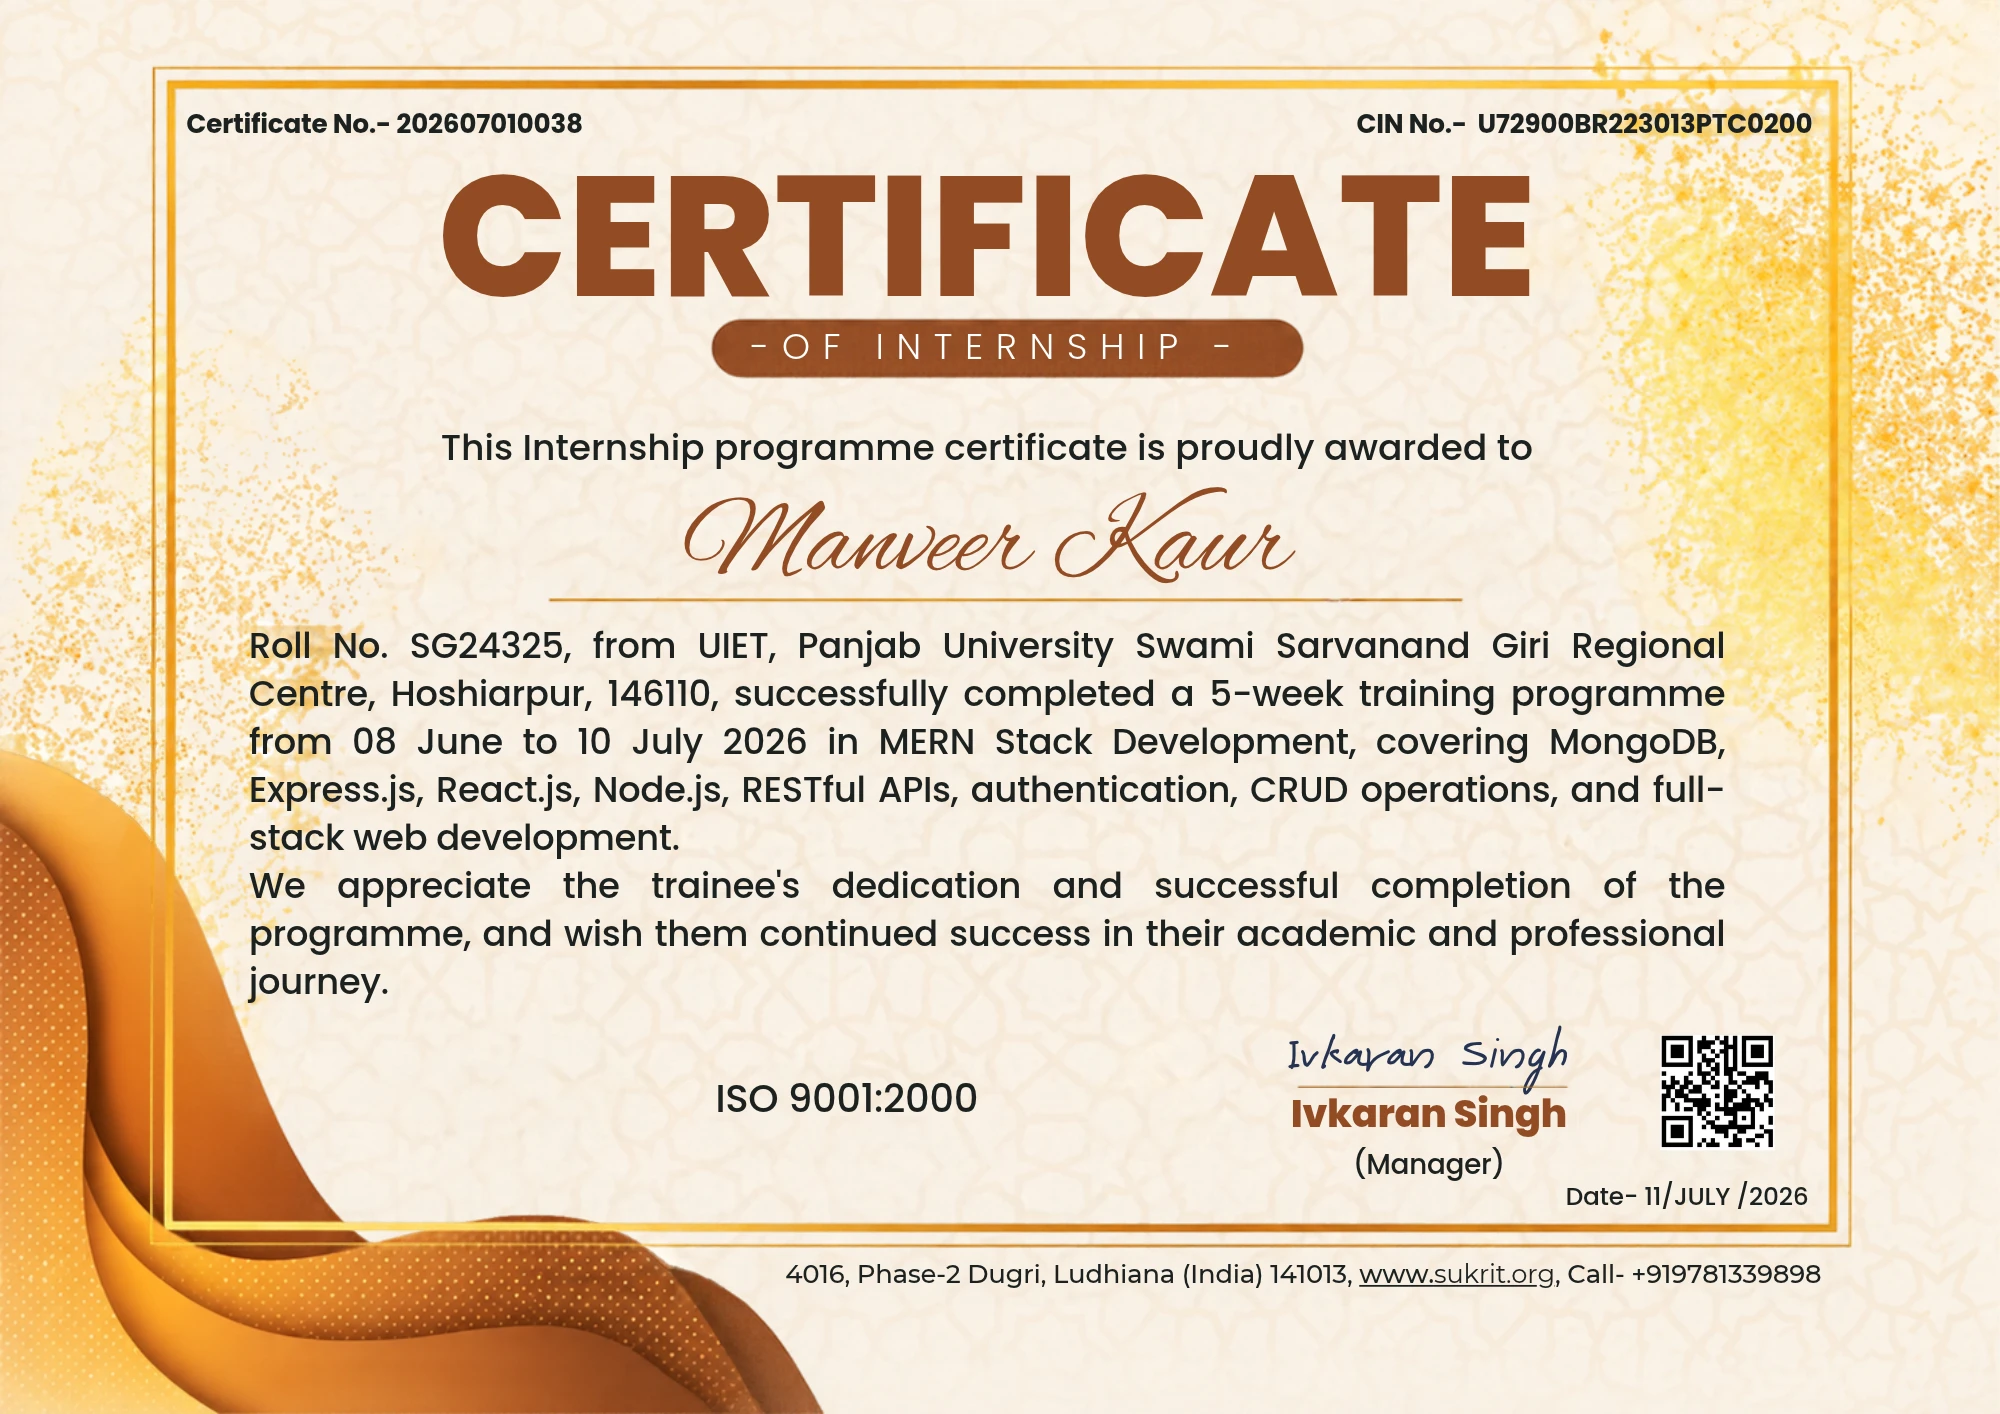 Certificate No.- 202607010038
CIN No.- U72900BR223013PTC0200
CERTIFICATE
-OF INTERNSHIP -
This Internship programme certificate is proudly awarded to
Manveer Kaur
Roll No. SG24325, from UIET, Panjab University Swami Sarvanand Giri Regional
Centre, Hoshiarpur, 146110, successfully completed a 5-week training programme
from 08 June to 10 July 2026 in MERN Stack Development, covering MongoDB,
Express.js, React.js, Node.js, RESTful APIs, authentication, CRUD operations, and full-
stack web development.
We appreciate the trainee's dedication and successful completion of the
programme, and wish them continued success in their academic and professional
journey.
ISO 9001:2000
Ivkaran Singh
Ivkaran Singh
(Manager)
Date- 11/JULY /2026
4016, Phase-2 Dugri, Ludhiana (India) 141013, www.sukrit.org, Call- +919781339898